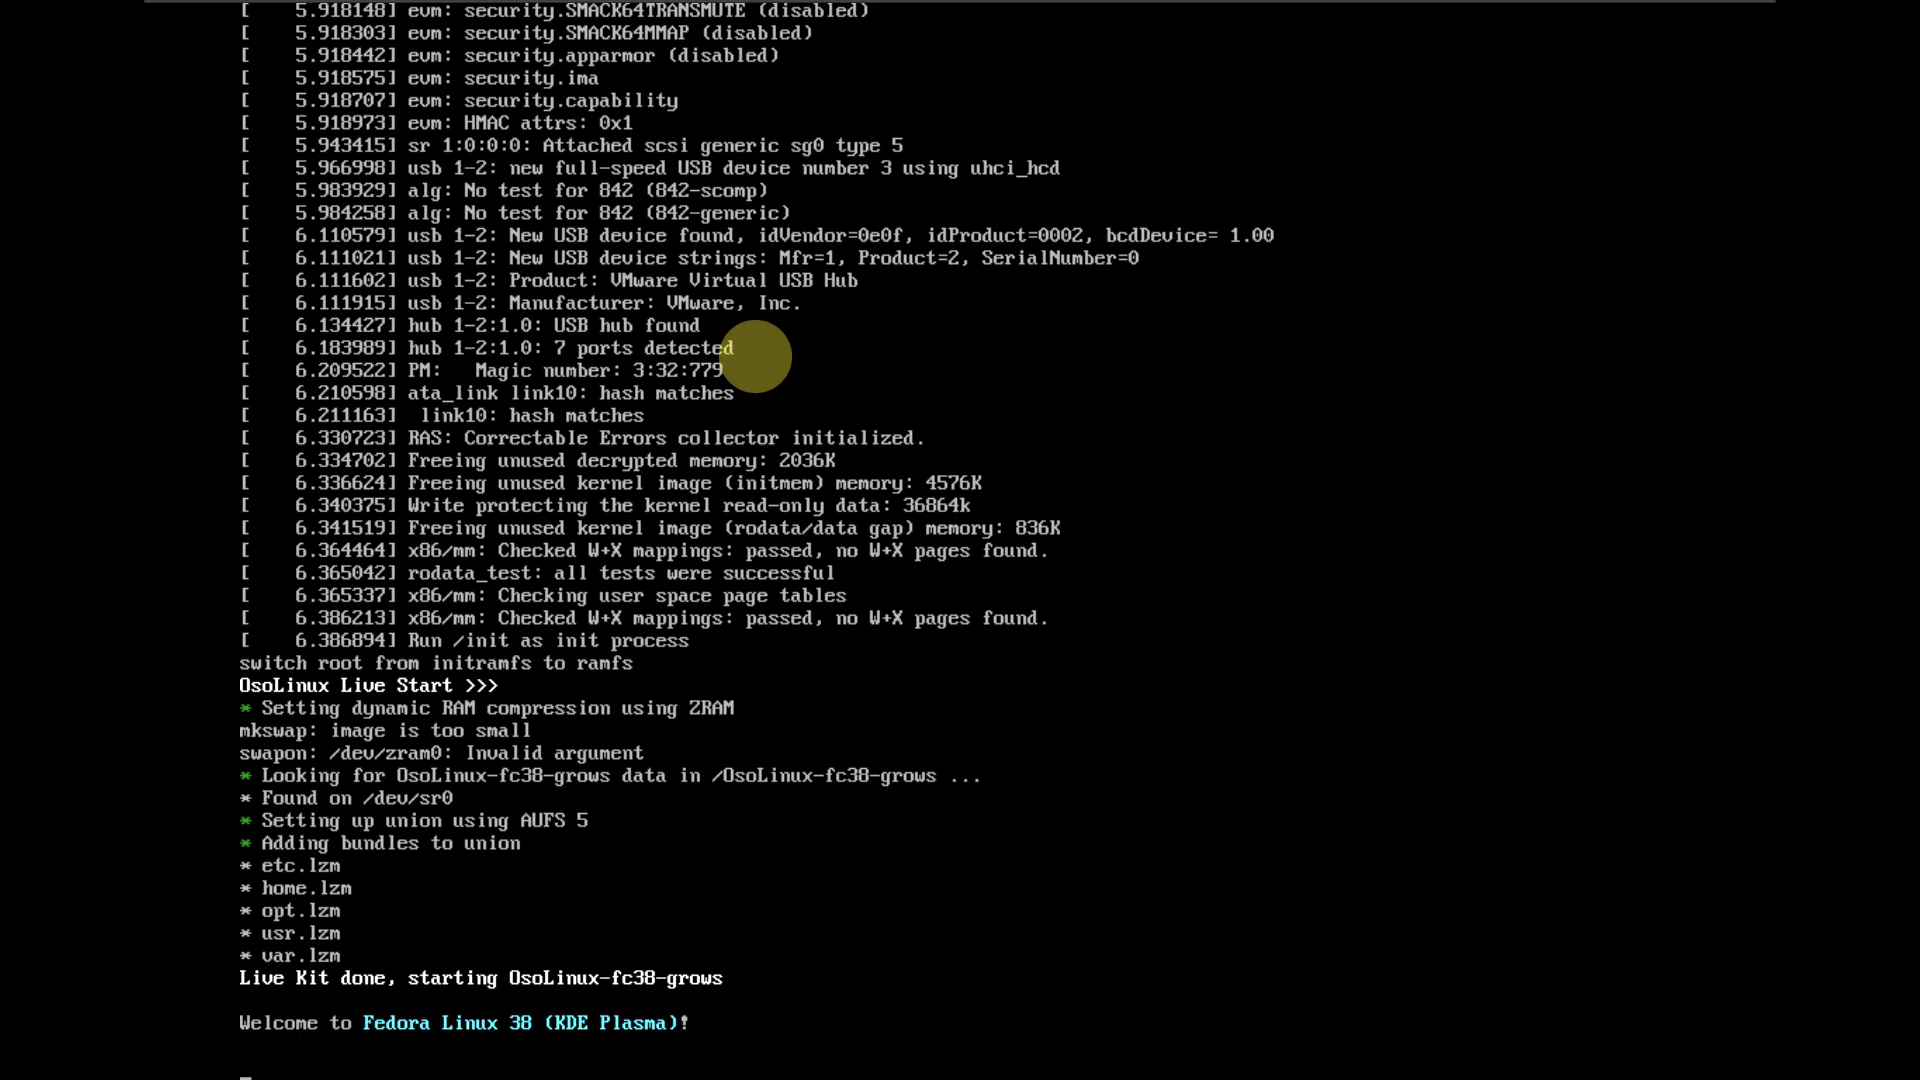 [    5.918148] evm: security.SMACK64TRANSMUTE (disabled)
[    5.918303] evm: security.SMACK64MMAP (disabled)
[    5.918442] evm: security.apparmor (disabled)
[    5.918575] evm: security.ima
[    5.918707] evm: security.capability
[    5.918973] evm: HMAC attrs: 0x1
[    5.943415] sr 1:0:0:0: Attached scsi generic sg0 type 5
[    5.966998] usb 1-2: new full-speed USB device number 3 using uhci_hcd
[    5.983929] alg: No test for 842 (842-scomp)
[    5.984258] alg: No test for 842 (842-generic)
[    6.110579] usb 1-2: New USB device found, idVendor=0e0f, idProduct=0002, bcdDevice= 1.00
[    6.111021] usb 1-2: New USB device strings: Mfr=1, Product=2, SerialNumber=0
[    6.111602] usb 1-2: Product: VMware Virtual USB Hub
[    6.111915] usb 1-2: Manufacturer: VMware, Inc.
[    6.134427] hub 1-2:1.0: USB hub found
[    6.183989] hub 1-2:1.0: 7 ports detected
[    6.209522] PM:   Magic number: 3:32:779
[    6.210598] ata_link link10: hash matches
[    6.211163]  link10: hash matches
[    6.330723] RAS: Correctable Errors collector initialized.
[    6.334702] Freeing unused decrypted memory: 2036K
[    6.336624] Freeing unused kernel image (initmem) memory: 4576K
[    6.340375] Write protecting the kernel read-only data: 36864k
[    6.341519] Freeing unused kernel image (rodata/data gap) memory: 836K
[    6.364464] x86/mm: Checked W+X mappings: passed, no W+X pages found.
[    6.365042] rodata_test: all tests were successful
[    6.365337] x86/mm: Checking user space page tables
[    6.386213] x86/mm: Checked W+X mappings: passed, no W+X pages found.
[    6.386894] Run /init as init process
switch root from initramfs to ramfs
OsoLinux Live Start >>>
* Setting dynamic RAM compression using ZRAM
mkswap: image is too small
swapon: /dev/zram0: Invalid argument
* Looking for OsoLinux-fc38-grows data in /OsoLinux-fc38-grows ...
* Found on /dev/sr0
* Setting up union using AUFS 5
* Adding bundles to union
* etc.lzm
* home.lzm
* opt.lzm
* usr.lzm
* var.lzm
Live Kit done, starting OsoLinux-fc38-grows
Welcome to Fedora Linux 38 (KDE Plasma)!